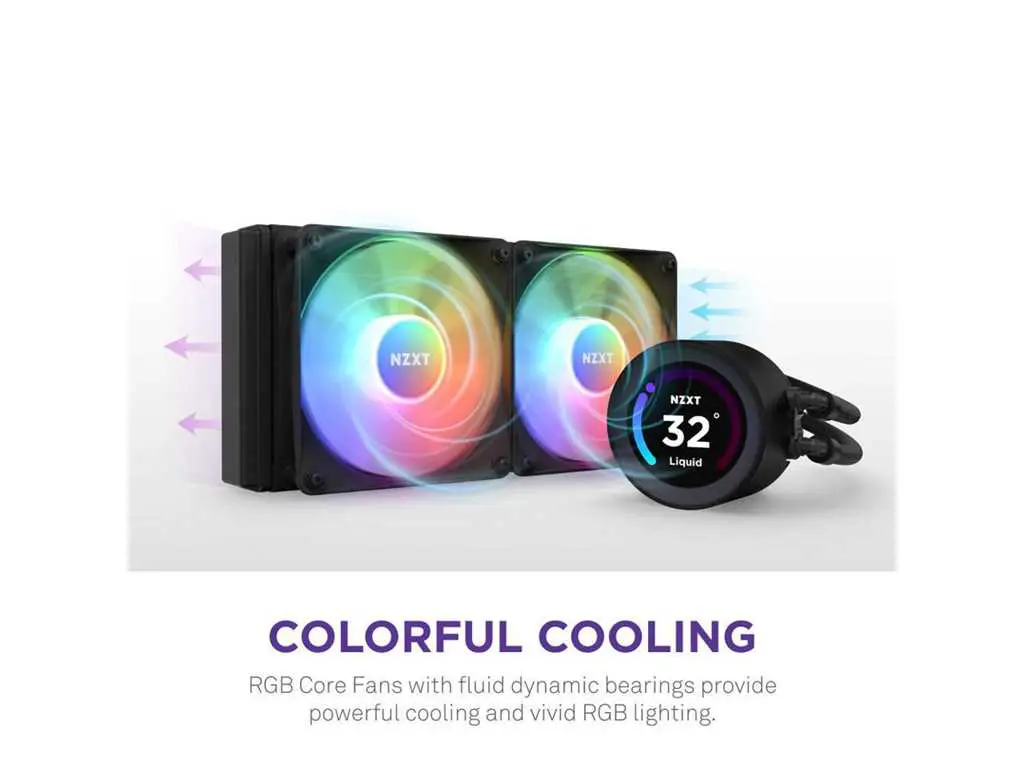 NZXT
NZXT
NZXT
32°
Liquid
COLORFUL COOLING
RGB Core Fans with fluid dynamic bearings provide
powerful cooling and vivid RGB lighting.